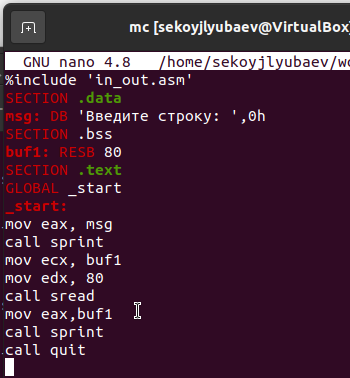 mc [sekoyjlyubaev@VirtualBox]
GNU nano 4.8 /home/sekoyjlyubaev/wo
%include 'in_out.asm'
SECTION .data
msg: DB 'Введите строку: ',0h
SECTION .bss
buf1: RESB 80
SECTION .text
GLOBAL _start
_start:
mov eax, msg
call sprint
mov ecx, buf1
mov edx, 80
call sread
mov eax,buf1
call sprint
call quit